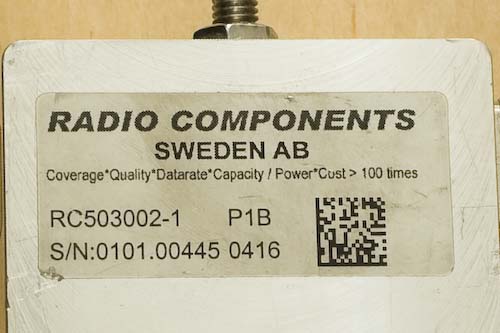 RADIO COMPONENTS
SWEDEN AB
Coverage*Quality*Datarate*Capacity / Power*Cust > 100 times
RC503002-1 P1B
S/N:0101.00445 0416